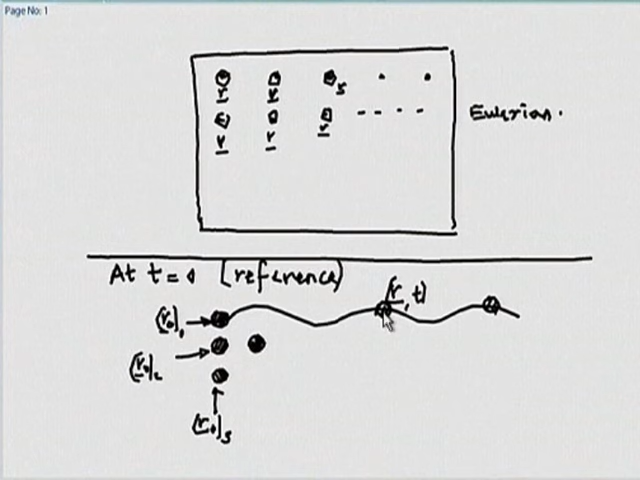 Page No: 1
r r s
r r r Eulerian.
At t=0 (reference)
(r, t)
(r₀)₁
(r₀)₂
(r₀)₃